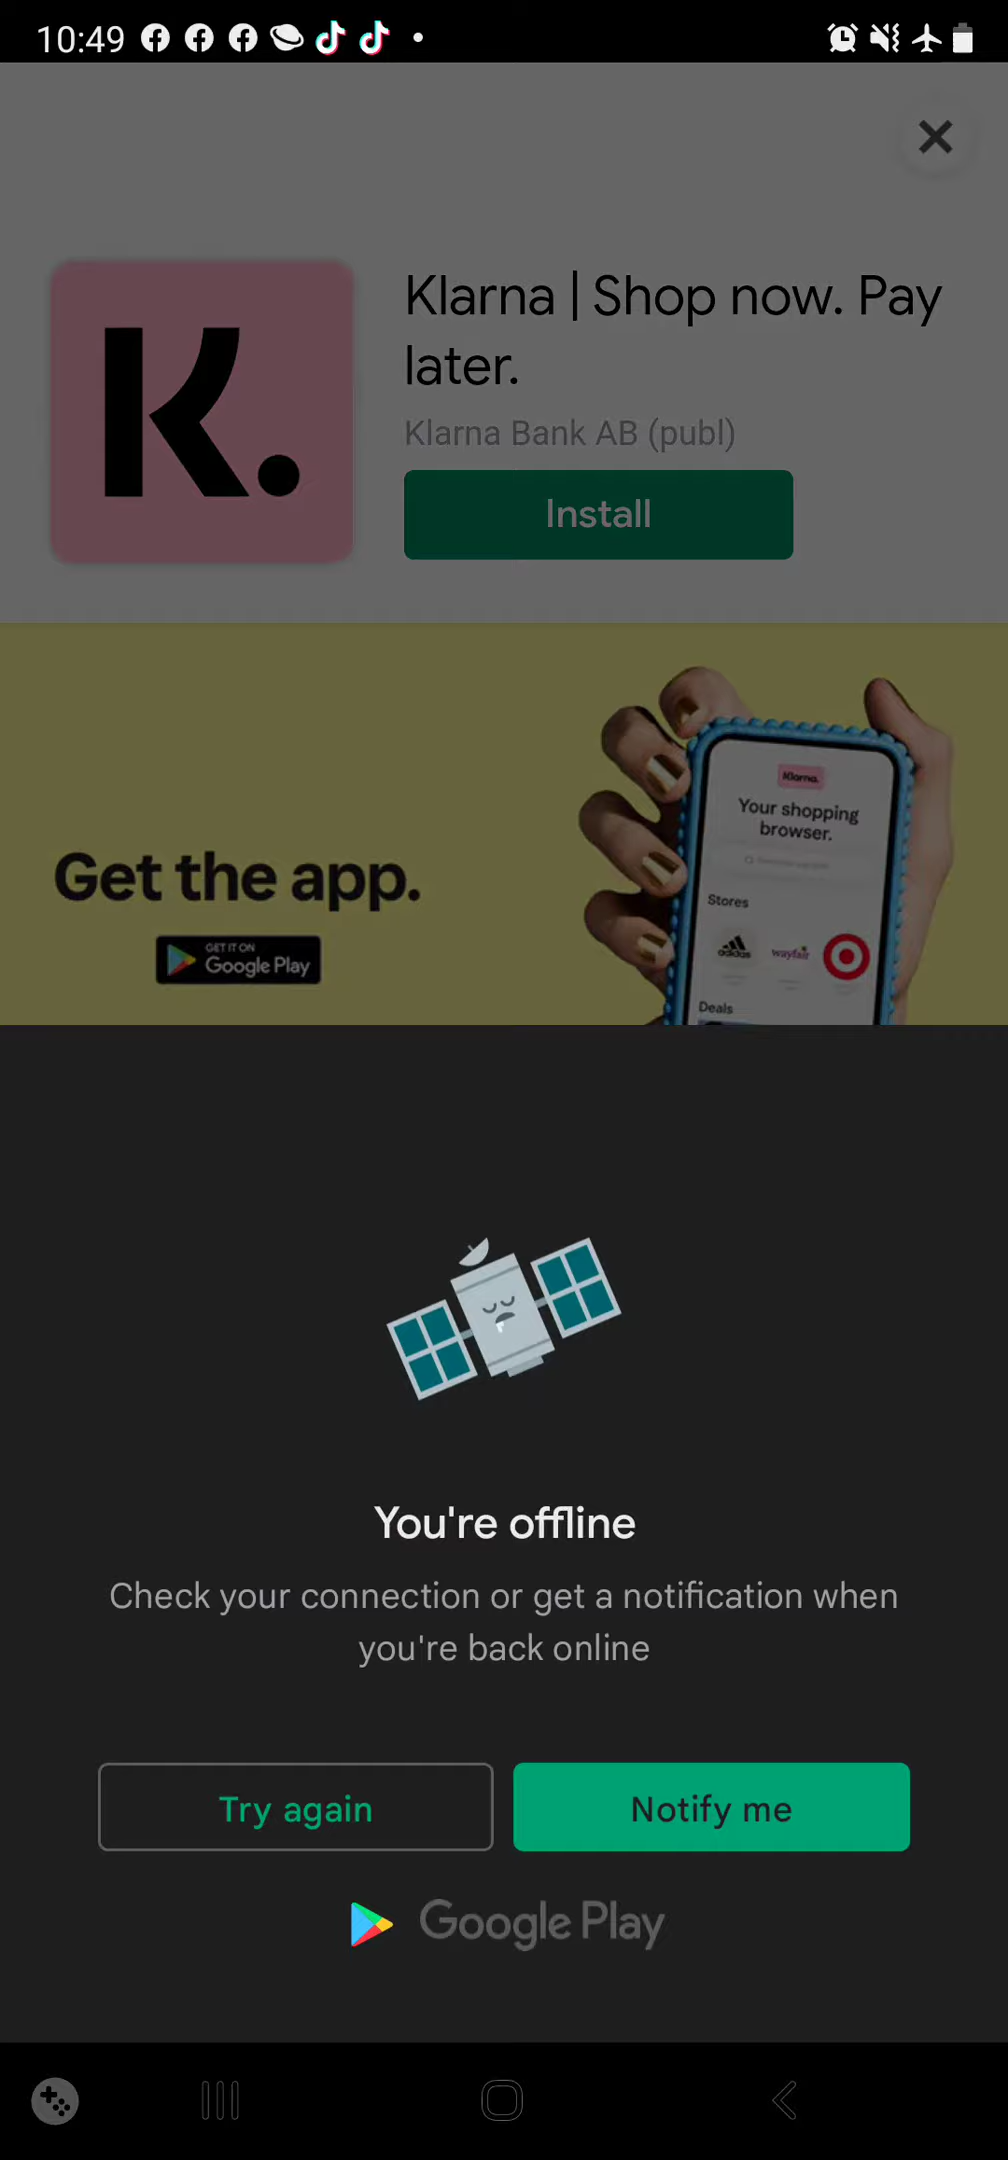 10:49
Klarna | Shop now. Pay
later.
Klarna Bank AB (publ)
Install
Klarna.
Your shopping
browser.
Stores
adidas
wayfair
Deals
Get the app.
GET IT ON
Google Play
You're offline
Check your connection or get a notification when
you're back online
Try again
Notify me
Google Play